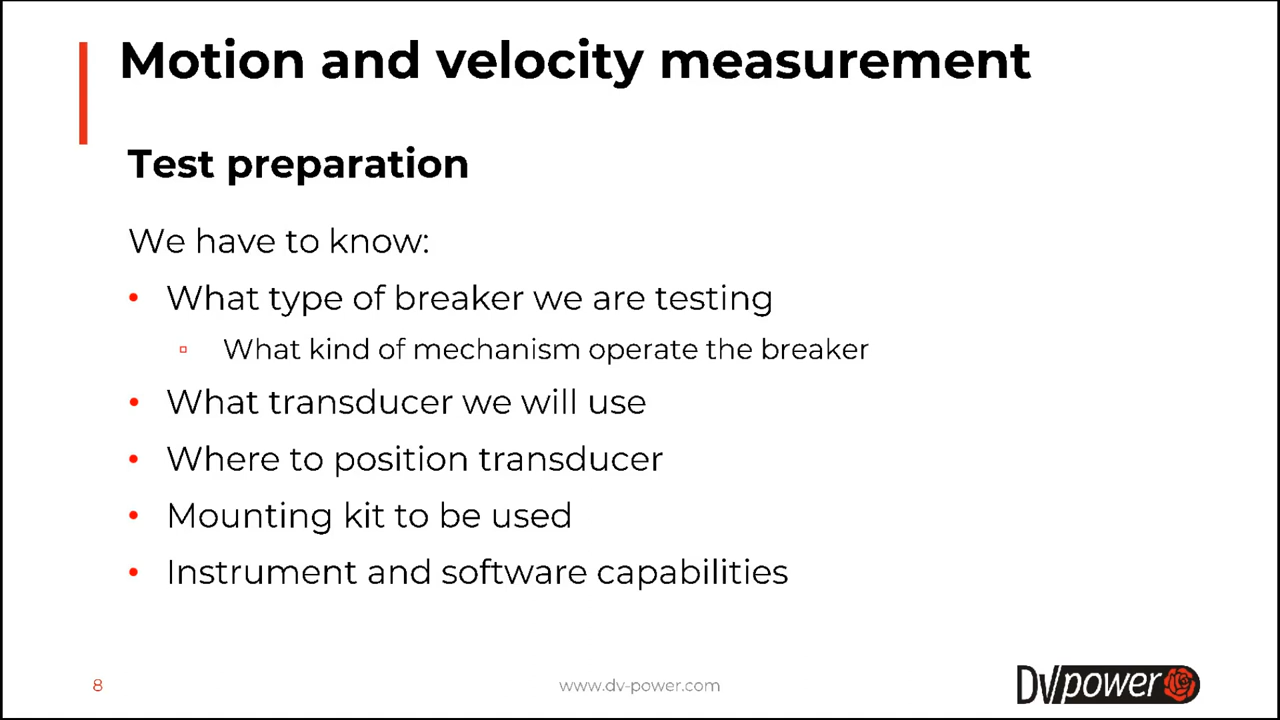 Motion and velocity measurement
Test preparation
We have to know:
• What type of breaker we are testing
▫ What kind of mechanism operate the breaker
• What transducer we will use
• Where to position transducer
• Mounting kit to be used
• Instrument and software capabilities
8
www.dv-power.com
DV power